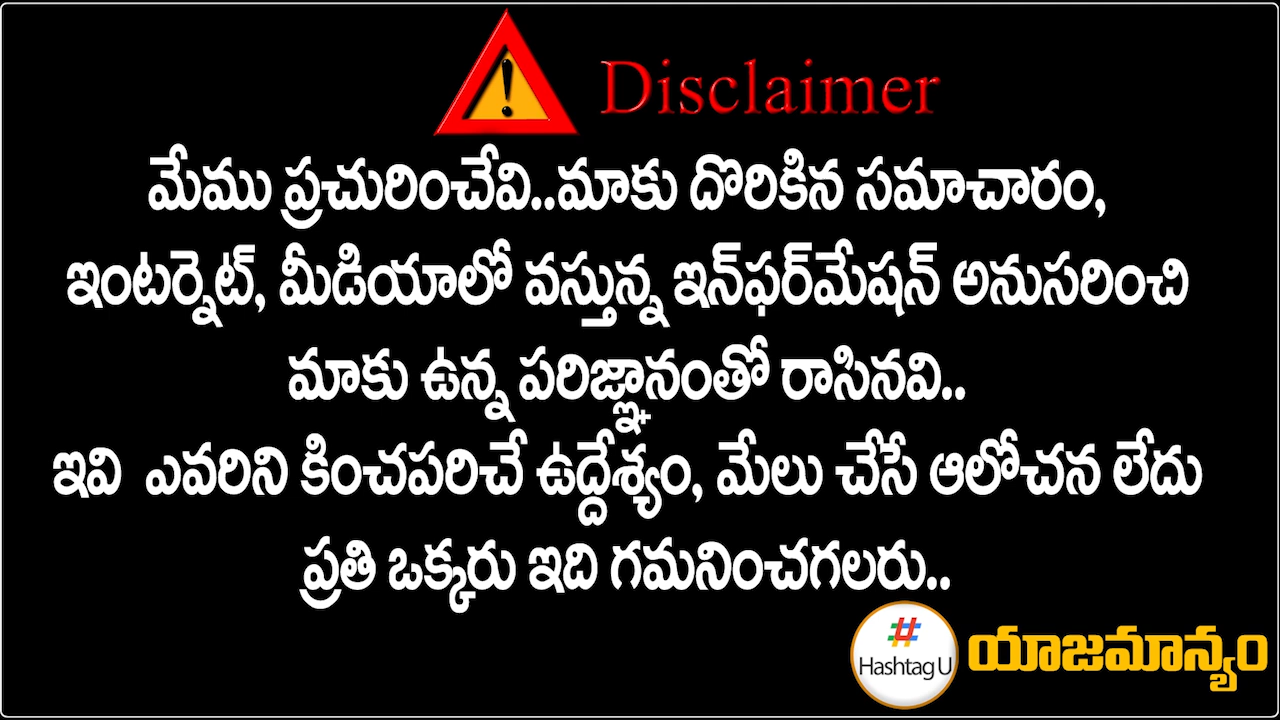 Disclaimer
మేము ప్రచురించేవి..మాకు దొరికిన సమాచారం,
ఇంటర్నెట్, మీడియాలో వస్తున్న ఇన్‌ఫర్‌మేషన్ అనుసరించి
మాకు ఉన్న పరిజ్ఞానంతో రాసినవి..
ఇవి ఎవరిని కించపరిచే ఉద్దేశ్యం, మేలు చేసే ఆలోచన లేదు
ప్రతి ఒక్కరు ఇది గమనించగలరు..
#
Hashtag U
యాజమాన్యం